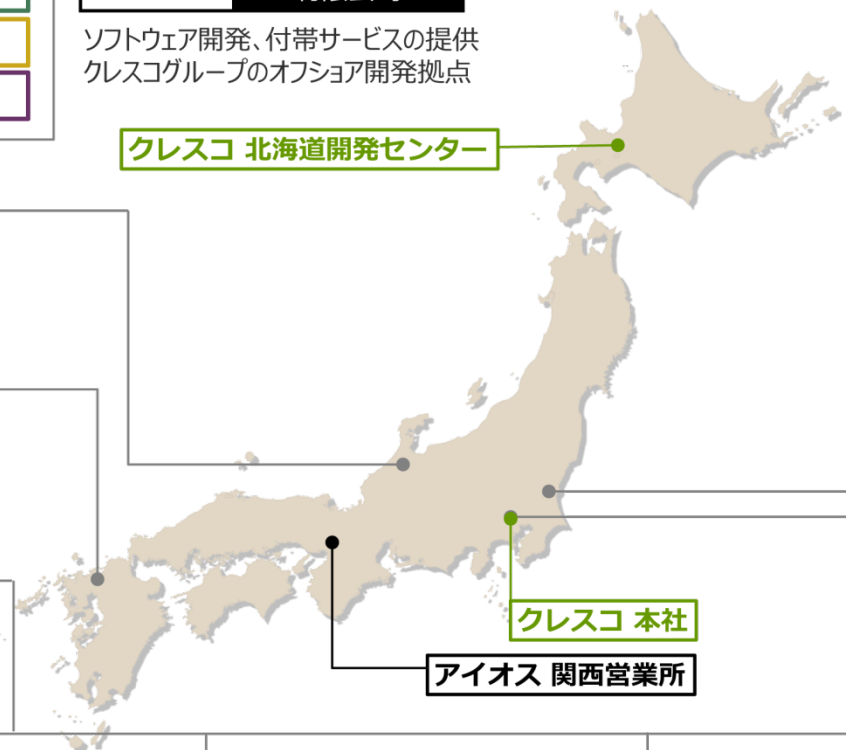 ソフトウェア開発、付帯サービスの提供
クレスコグループのオフショア開発拠点
クレスコ 北海道開発センター
クレスコ 本社
アイオス 関西営業所